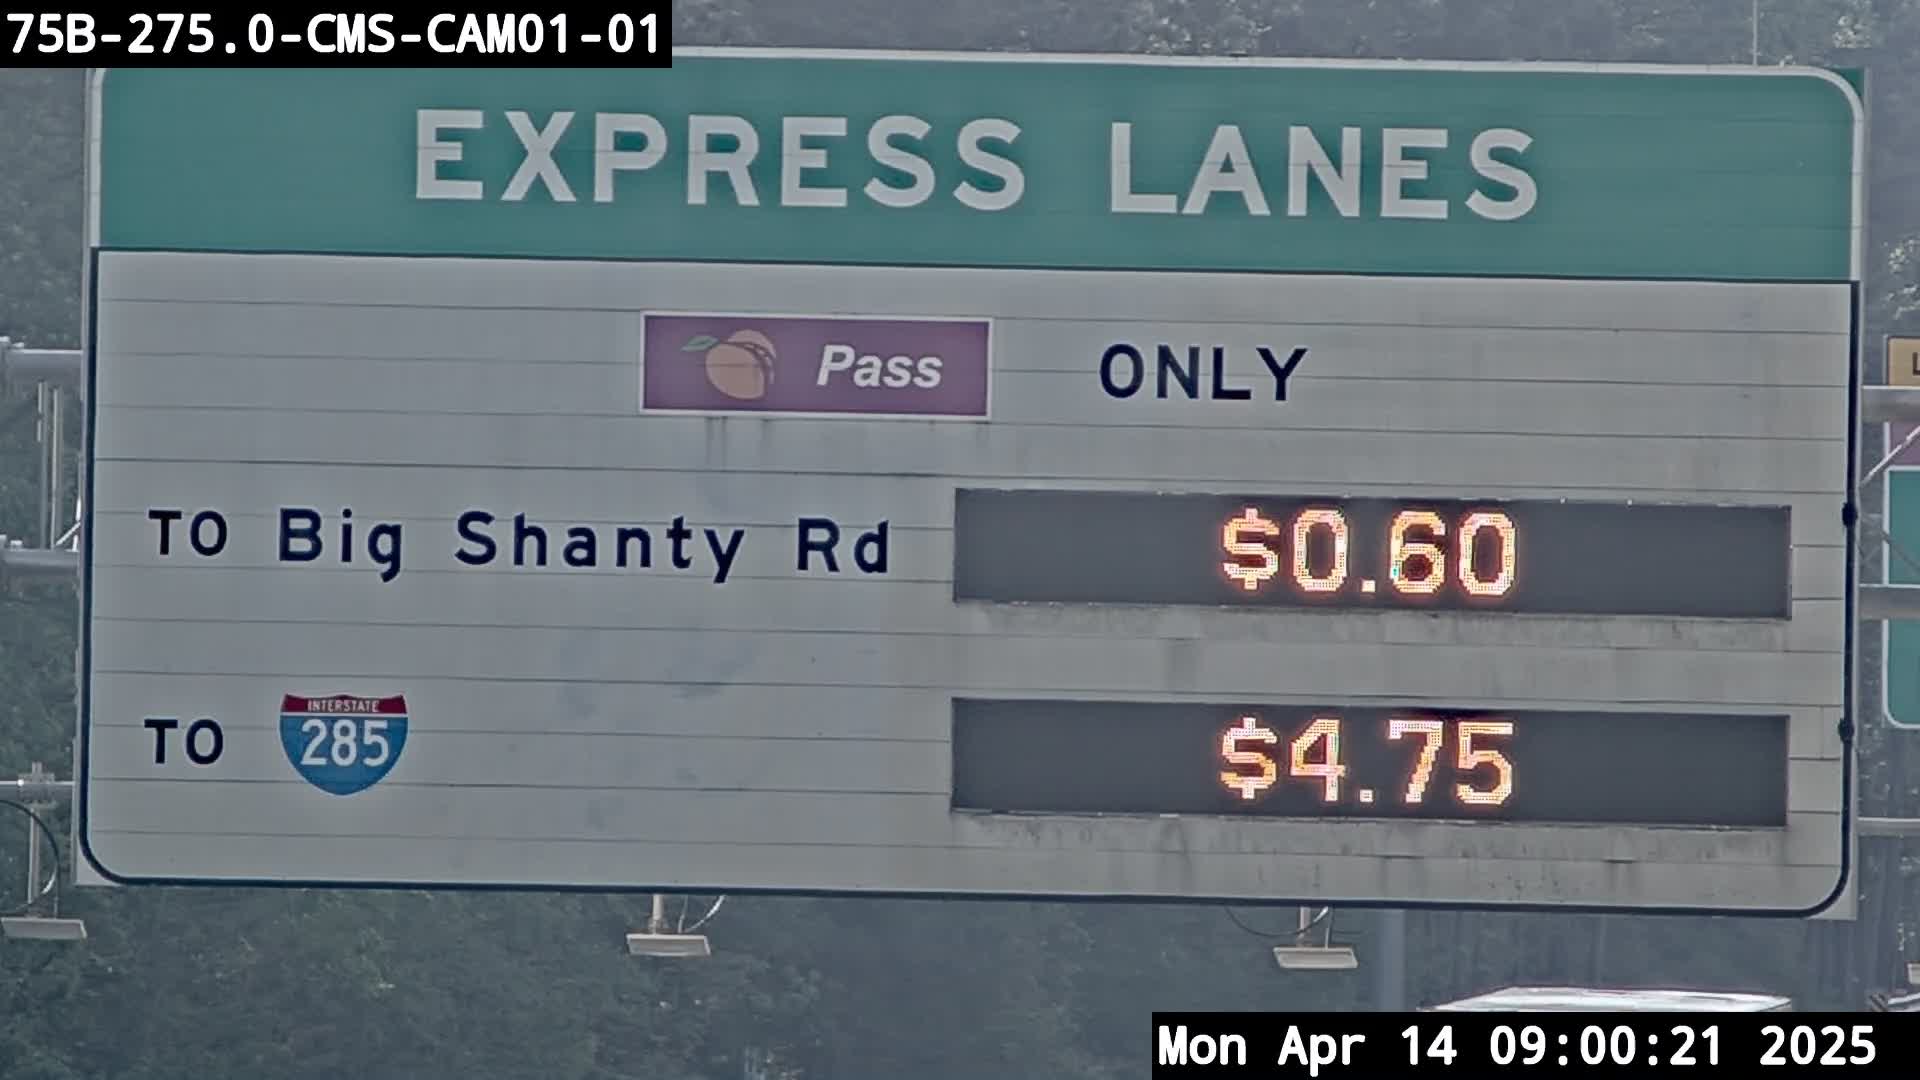 75B-275.0-CMS-CAM01-01
EXPRESS LANES
Pass ONLY
TO Big Shanty Rd $0.60
INTERSTATE
TO 285 $4.75
Mon Apr 14 09:00:21 2025